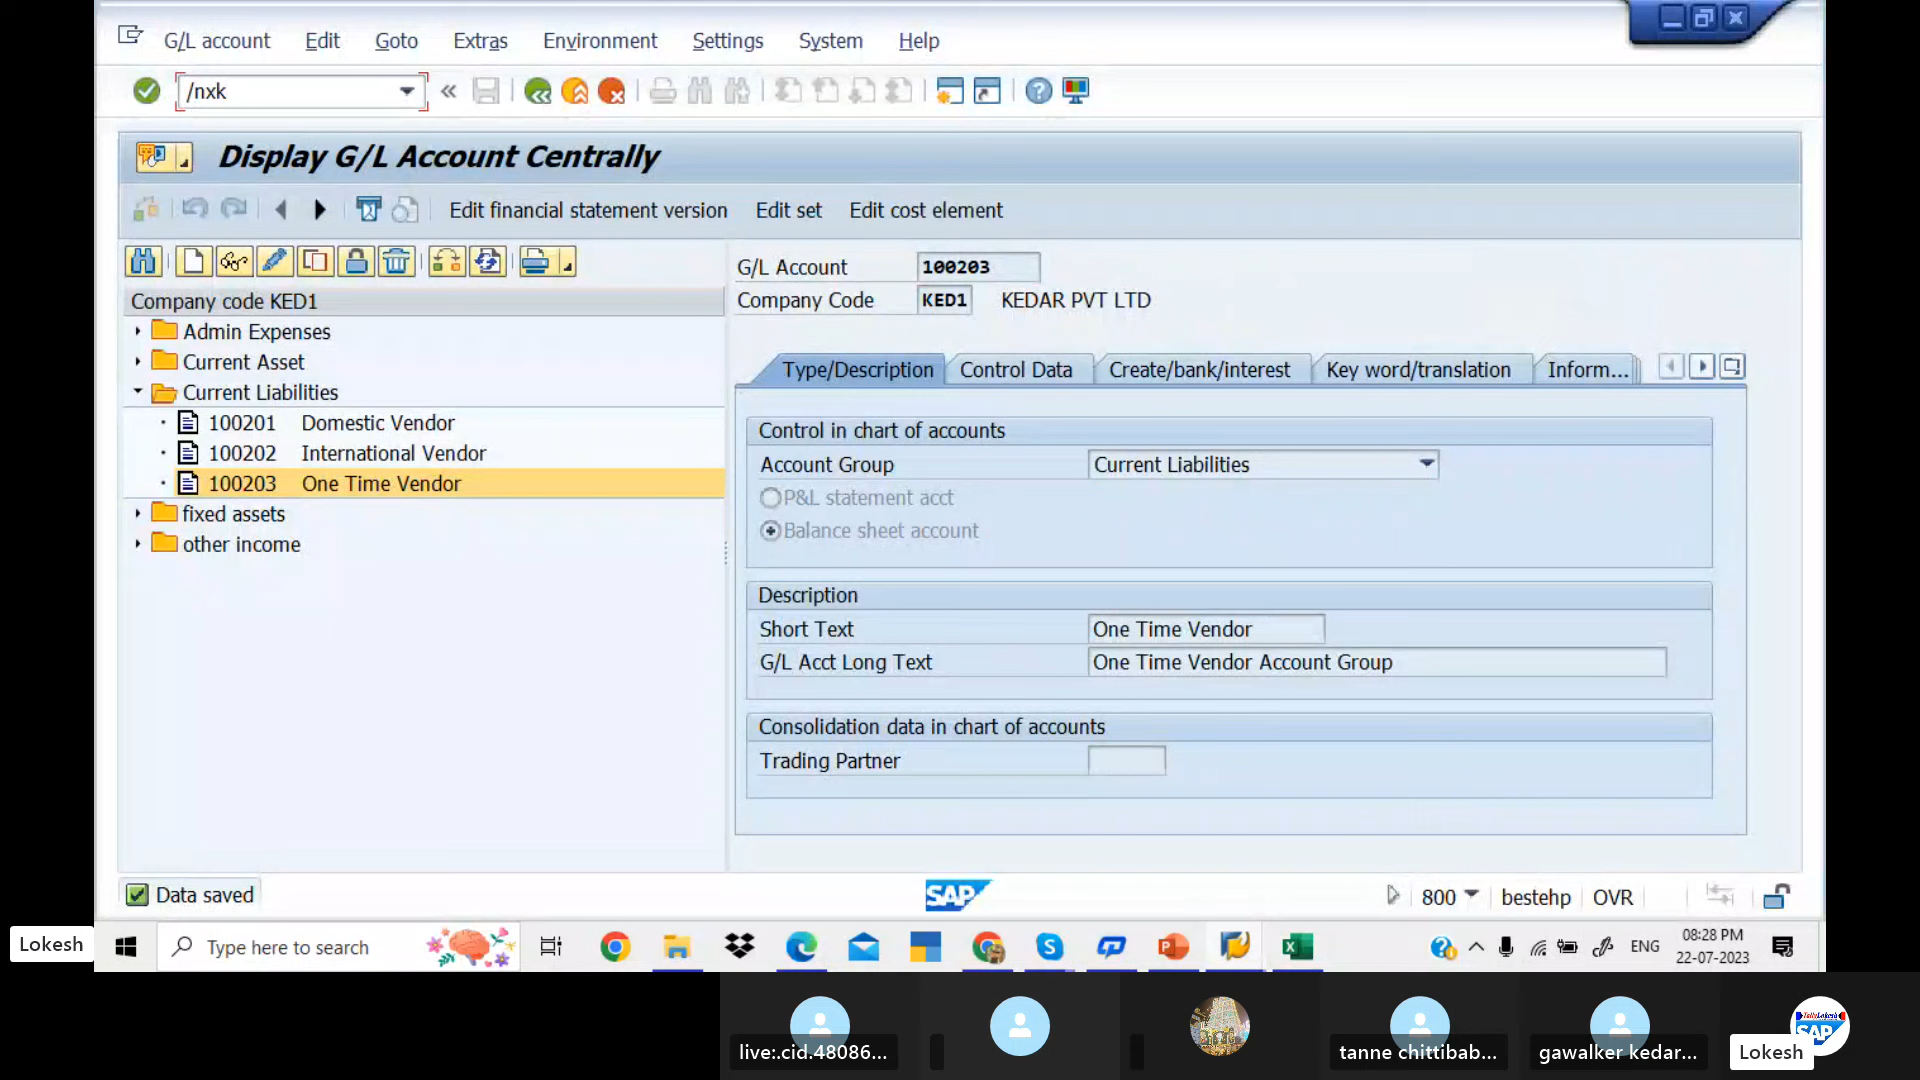 G/L account Edit Goto Extras Environment Settings System Help
/nxk
Display G/L Account Centrally
Edit financial statement version Edit set Edit cost element
Company code KED1
Admin Expenses
Current Asset
Current Liabilities
100201 Domestic Vendor
100202 International Vendor
100203 One Time Vendor
fixed assets
other income
G/L Account 100203
Company Code KED1 KEDAR PVT LTD
Type/Description Control Data Create/bank/interest Key word/translation Inform...
Control in chart of accounts
Account Group Current Liabilities
P&L statement acct
Balance sheet account
Description
Short Text One Time Vendor
G/L Acct Long Text One Time Vendor Account Group
Consolidation data in chart of accounts
Trading Partner
Data saved
SAP
800 bestehp OVR
Lokesh
Type here to search
ENG
08:28 PM
22-07-2023
live:.cid.48086...
tanne chittibab...
gawalker kedar...
SAP
Lokesh